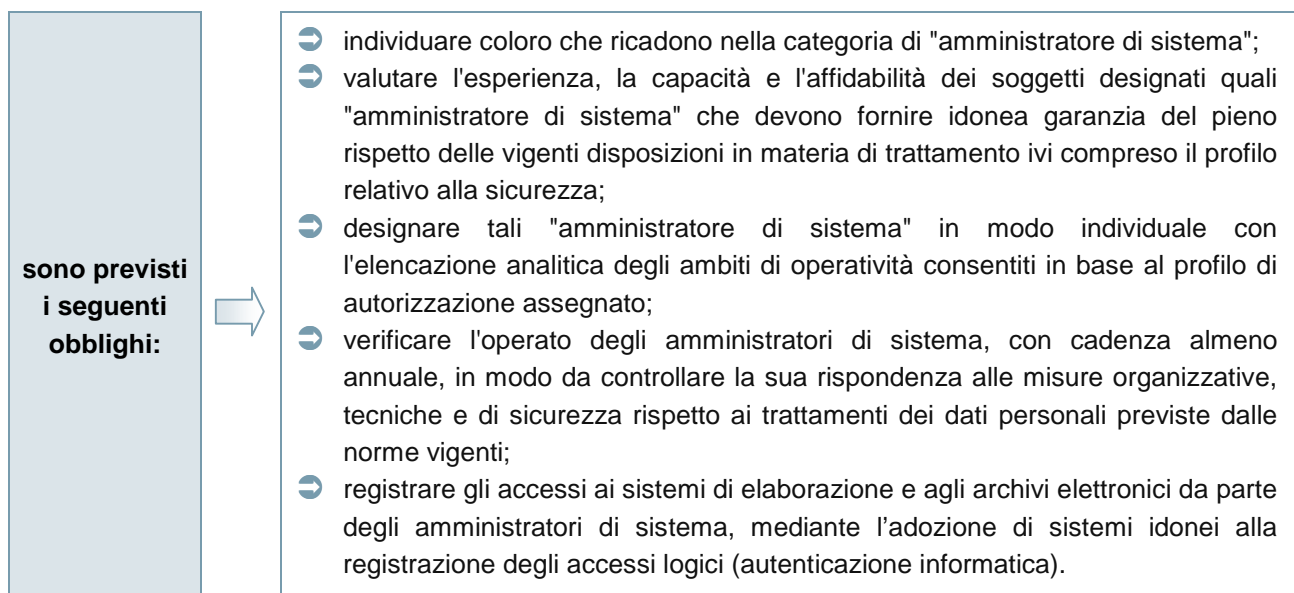 sono previsti
i seguenti
obblighi:
individuare coloro che ricadono nella categoria di "amministratore di sistema";
valutare l'esperienza, la capacità e l'affidabilità dei soggetti designati quali
"amministratore di sistema" che devono fornire idonea garanzia del pieno
rispetto delle vigenti disposizioni in materia di trattamento ivi compreso il profilo
relativo alla sicurezza;
designare tali "amministratore di sistema" in modo individuale con
l'elencazione analitica degli ambiti di operatività consentiti in base al profilo di
autorizzazione assegnato;
verificare l'operato degli amministratori di sistema, con cadenza almeno
annuale, in modo da controllare la sua rispondenza alle misure organizzative,
tecniche e di sicurezza rispetto ai trattamenti dei dati personali previste dalle
norme vigenti;
registrare gli accessi ai sistemi di elaborazione e agli archivi elettronici da parte
degli amministratori di sistema, mediante l’adozione di sistemi idonei alla
registrazione degli accessi logici (autenticazione informatica).